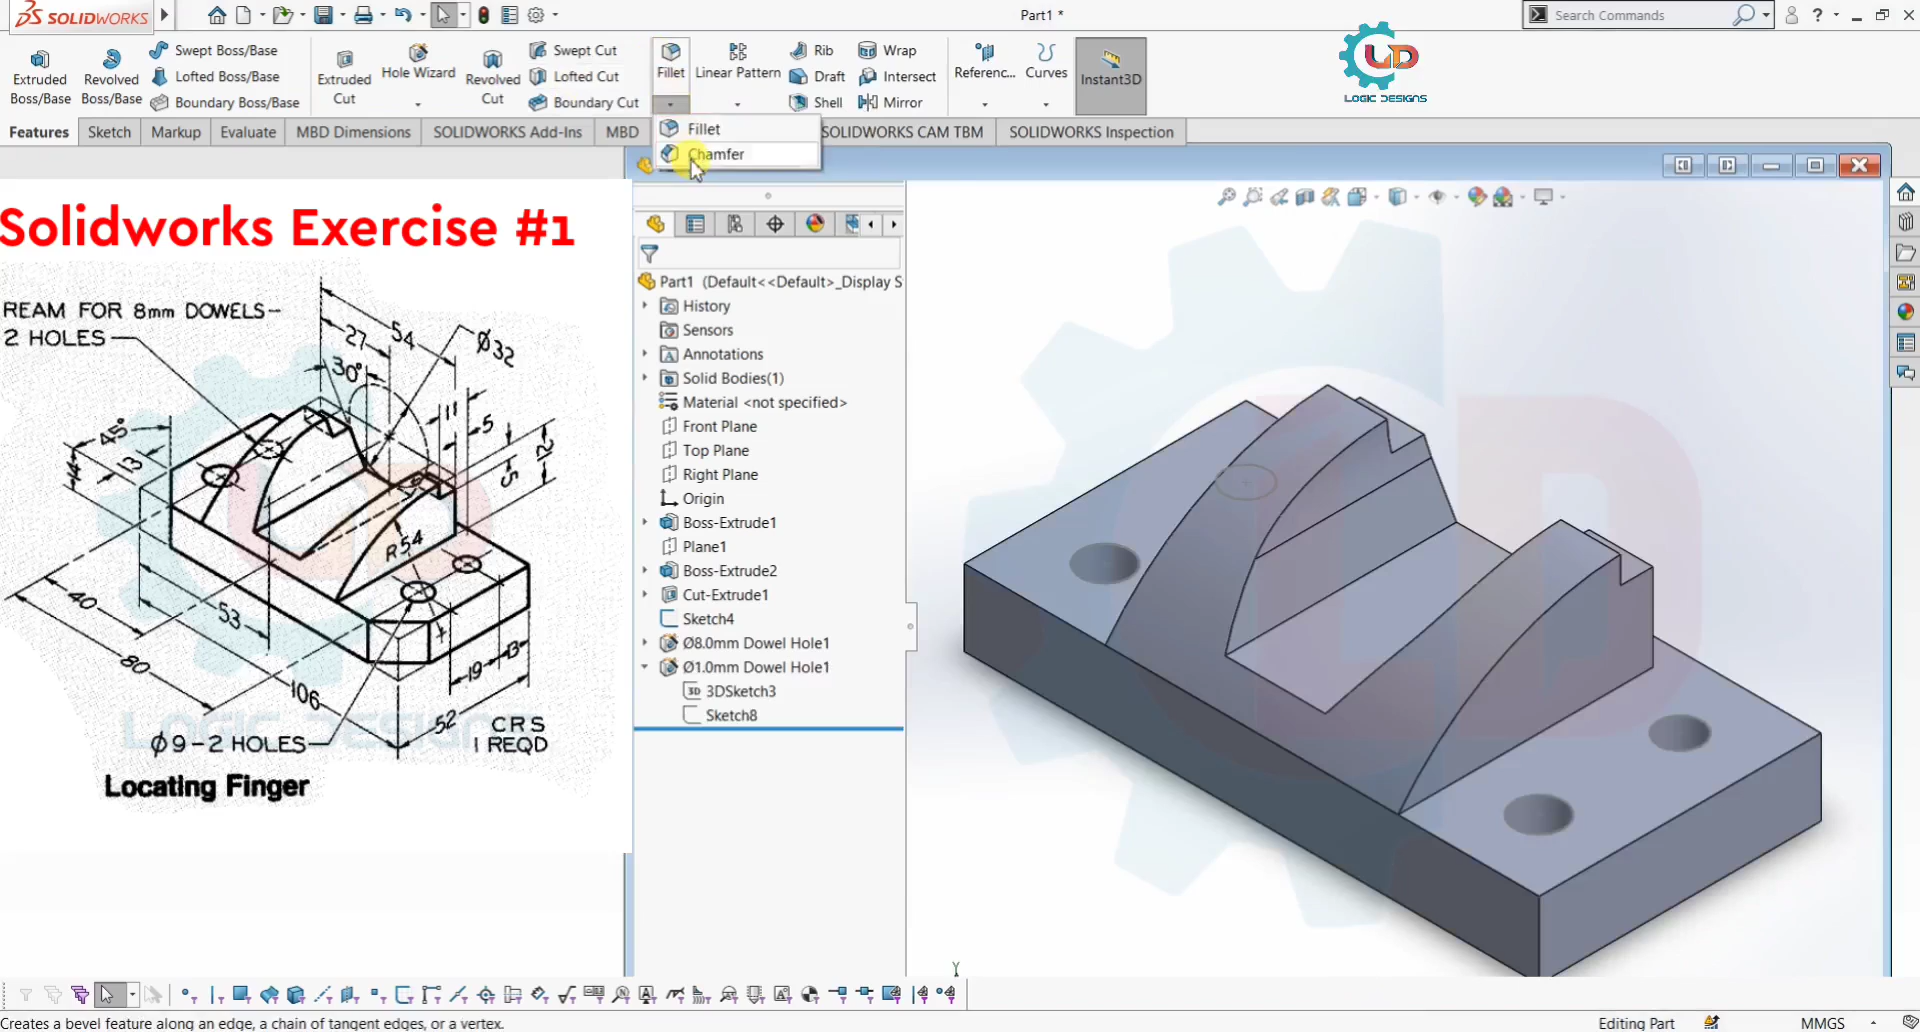 SOLIDWORKS
Part1 *
Search Commands
?
Extruded Boss/Base
Revolved Boss/Base
Swept Boss/Base
Lofted Boss/Base
Boundary Boss/Base
Extruded Cut
Hole Wizard
Revolved Cut
Swept Cut
Lofted Cut
Boundary Cut
Fillet
Linear Pattern
Rib
Draft
Shell
Wrap
Intersect
Mirror
Referenc...
Curves
Instant3D
LD
LOGIC DESIGNS
Features
Sketch
Markup
Evaluate
MBD Dimensions
SOLIDWORKS Add-Ins
MBD
SOLIDWORKS CAM TBM
SOLIDWORKS Inspection
Fillet
Chamfer
Solidworks Exercise #1
REAM FOR 8mm DOWELS-
2 HOLES
27
54
Ø32
30°
11
5
12
5
45°
13
14
R54
40
53
80
106
19
13
52
Ø9-2 HOLES
CRS
1 REQD
Locating Finger
LOGIC DESIGNS
LD
Part1 (Default<<Default>_Display S
History
Sensors
Annotations
Solid Bodies(1)
Material <not specified>
Front Plane
Top Plane
Right Plane
Origin
Boss-Extrude1
Plane1
Boss-Extrude2
Cut-Extrude1
Sketch4
Ø8.0mm Dowel Hole1
Ø1.0mm Dowel Hole1
3D 3DSketch3
Sketch8
Y
Creates a bevel feature along an edge, a chain of tangent edges, or a vertex.
Editing Part
MMGS